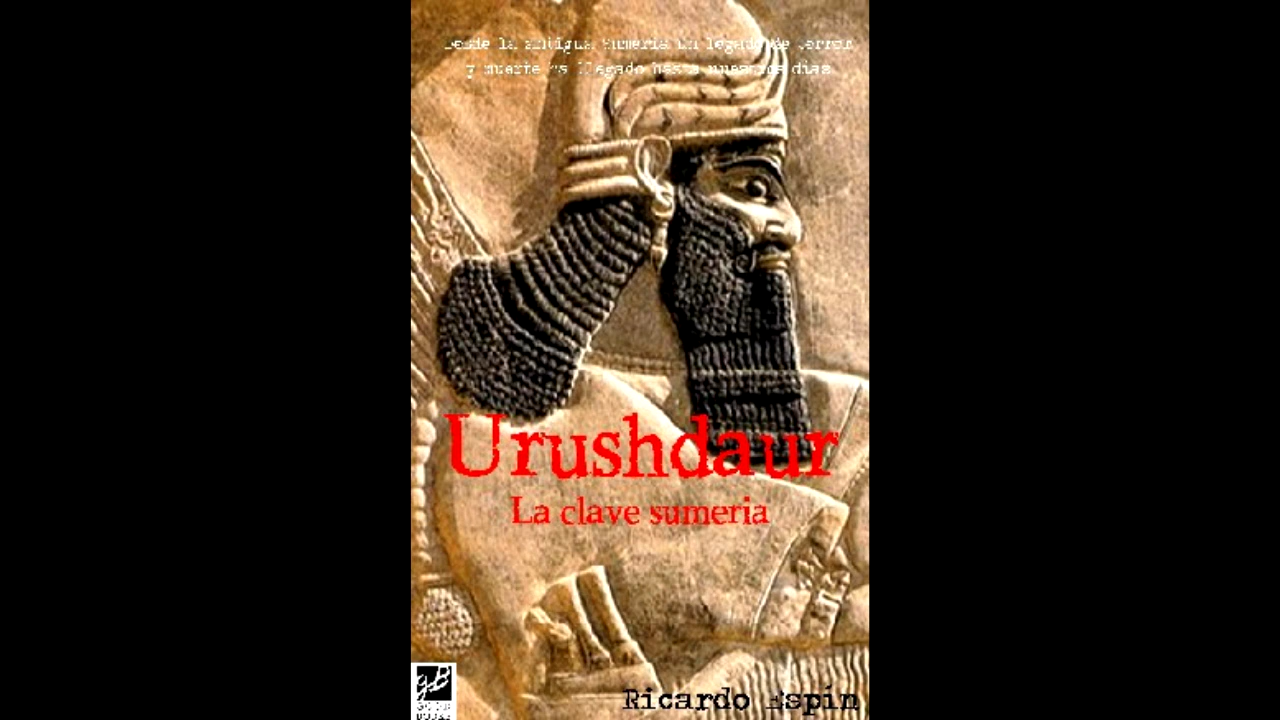 Desde la antigua Sumeria un legado de terror
y muerte ha llegado hasta nuestros días
Urushdaur
La clave sumeria
Ricardo Espín
gB